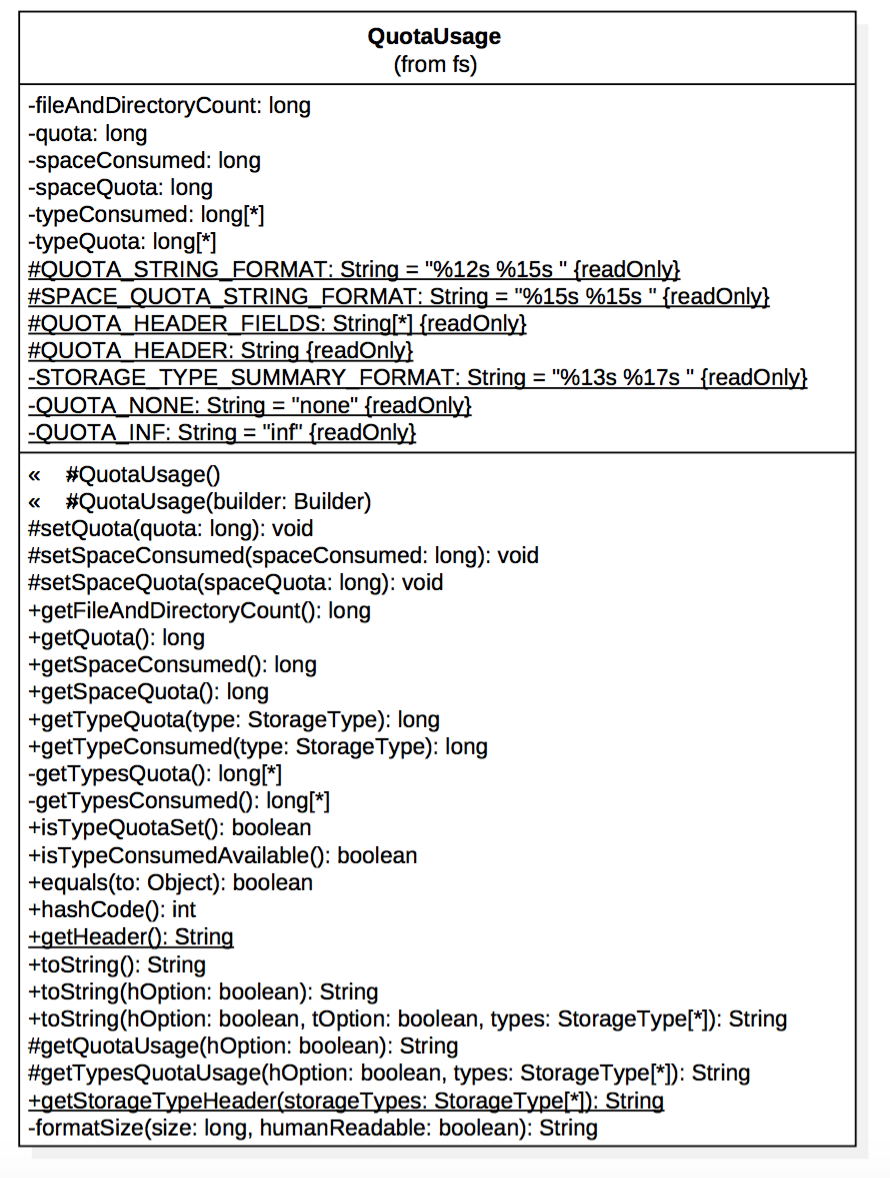 QuotaUsage
(from fs)
-fileAndDirectoryCount: long
-quota: long
-spaceConsumed: long
-spaceQuota: long
-typeConsumed: long[*]
-typeQuota: long[*]
#QUOTA_STRING_FORMAT: String = "%12s %15s " {readOnly}
#SPACE_QUOTA_STRING_FORMAT: String = "%15s %15s " {readOnly}
#QUOTA_HEADER_FIELDS: String[*] {readOnly}
#QUOTA_HEADER: String {readOnly}
-STORAGE_TYPE_SUMMARY_FORMAT: String = "%13s %17s " {readOnly}
-QUOTA_NONE: String = "none" {readOnly}
-QUOTA_INF: String = "inf" {readOnly}
« #QuotaUsage()
« #QuotaUsage(builder: Builder)
#setQuota(quota: long): void
#setSpaceConsumed(spaceConsumed: long): void
#setSpaceQuota(spaceQuota: long): void
+getFileAndDirectoryCount(): long
+getQuota(): long
+getSpaceConsumed(): long
+getSpaceQuota(): long
+getTypeQuota(type: StorageType): long
+getTypeConsumed(type: StorageType): long
-getTypesQuota(): long[*]
-getTypesConsumed(): long[*]
+isTypeQuotaSet(): boolean
+isTypeConsumedAvailable(): boolean
+equals(to: Object): boolean
+hashCode(): int
+getHeader(): String
+toString(): String
+toString(hOption: boolean): String
+toString(hOption: boolean, tOption: boolean, types: StorageType[*]): String
#getQuotaUsage(hOption: boolean): String
#getTypesQuotaUsage(hOption: boolean, types: StorageType[*]): String
+getStorageTypeHeader(storageTypes: StorageType[*]): String
-formatSize(size: long, humanReadable: boolean): String